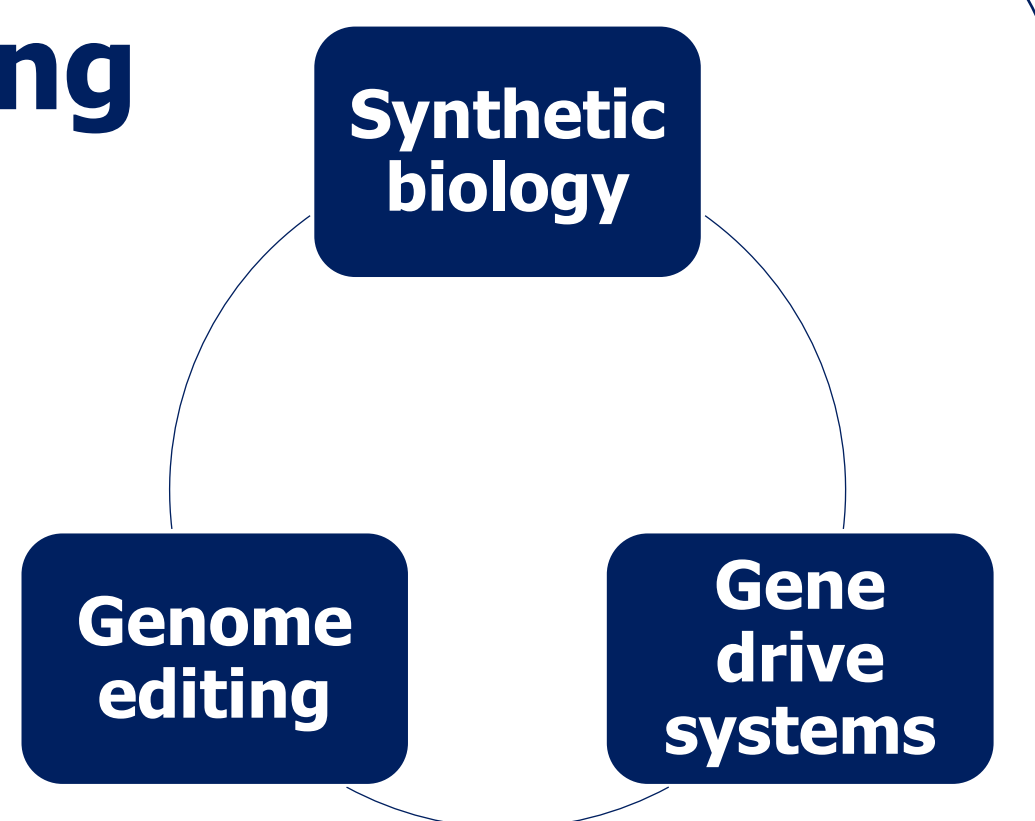 ng
Synthetic
biology
Genome
editing
Gene
drive
systems